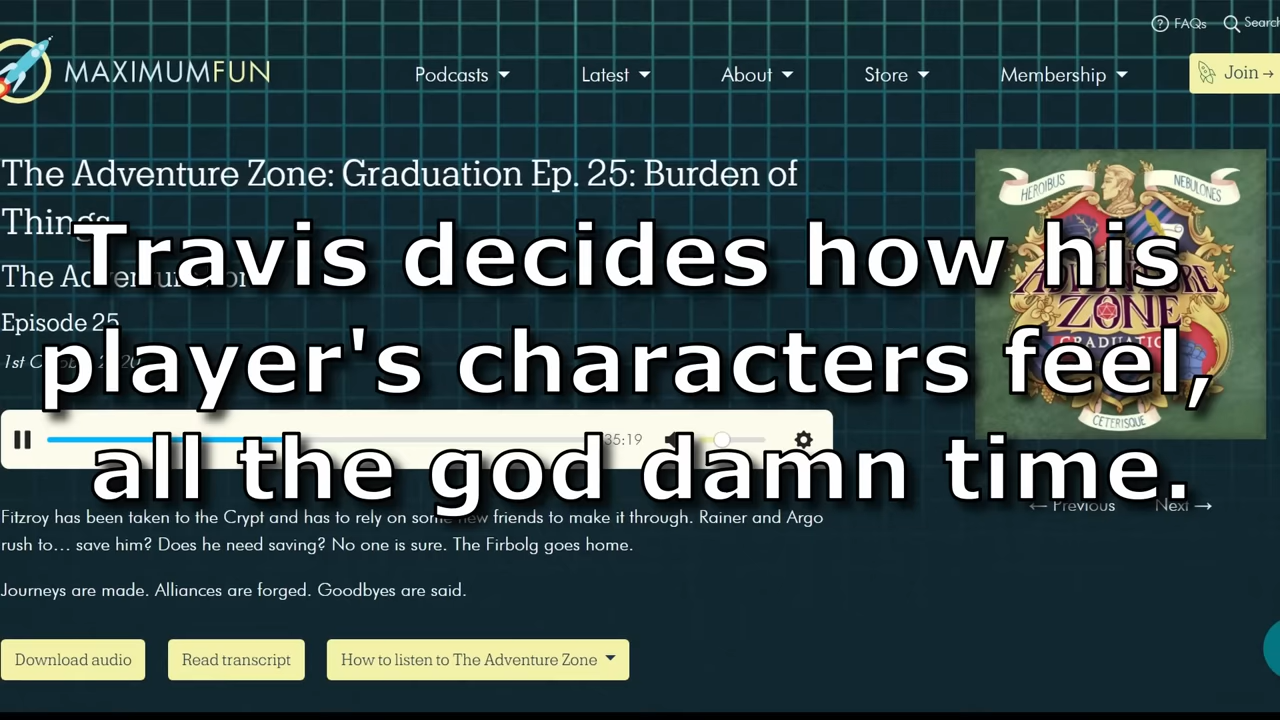 FAQs Search
MAXIMUMFUN
Podcasts Latest About Store Membership Join →
The Adventure Zone: Graduation Ep. 25: Burden of
Things
HEROIBUS NEBULONES
Travis decides how his
ADVENTURE
ZONE
Episode 25
player's characters feel,
GRADUATION
CETERISQUE
35:19
all the god damn time.
← Previous Next →
Fitzroy has been taken to the Crypt and has to rely on some new friends to make it through. Rainer and Argo
rush to... save him? Does he need saving? No one is sure. The Firbolg goes home.
Journeys are made. Alliances are forged. Goodbyes are said.
Download audio Read transcript How to listen to The Adventure Zone